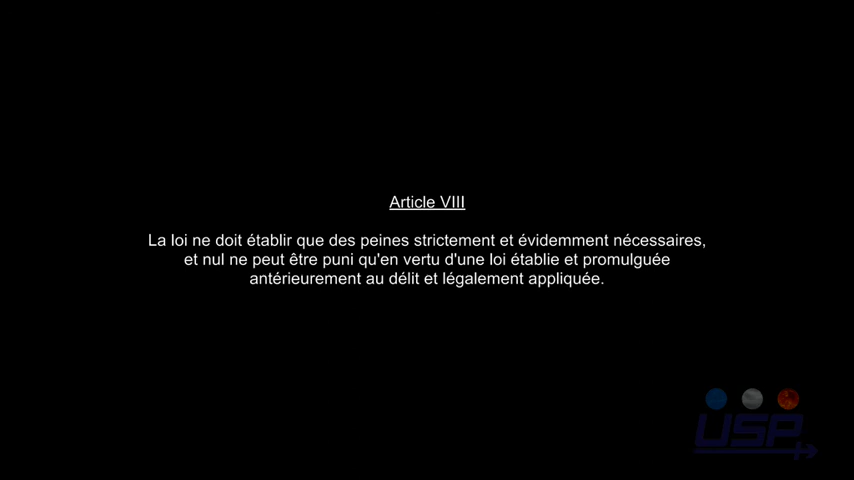 Article VIII
La loi ne doit établir que des peines strictement et évidemment nécessaires,
et nul ne peut être puni qu'en vertu d'une loi établie et promulguée
antérieurement au délit et légalement appliquée.
USP